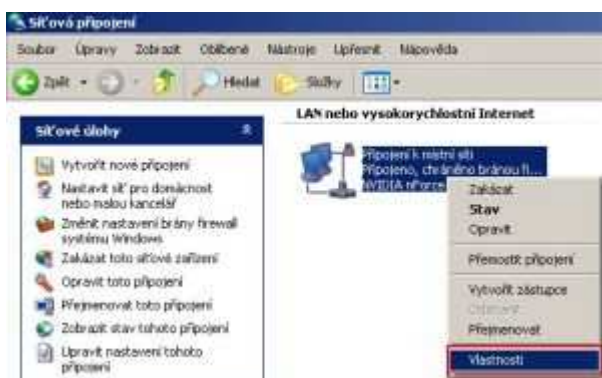 Síťová připojení
Soubor Úpravy Zobrazit Oblíbené Nástroje Upřesnit Nápověda
Zpět Hledat Složky
LAN nebo vysokorychlostní Internet
Síťové úlohy
Vytvořit nové připojení
Nastavit síť pro domácnost
nebo malou kancelář
Změnit nastavení brány firewall
systému Windows
Zakázat toto síťové zařízení
Opravit toto připojení
Přejmenovat toto připojení
Zobrazit stav tohoto připojení
Upravit nastavení tohoto
připojení
Připojení k místní síti
Připojeno, chráněno bránou fi...
NVIDIA nForce
Zakázat
Stav
Opravit
Přemostit připojení
Vytvořit zástupce
Odstranit
Přejmenovat
Vlastnosti